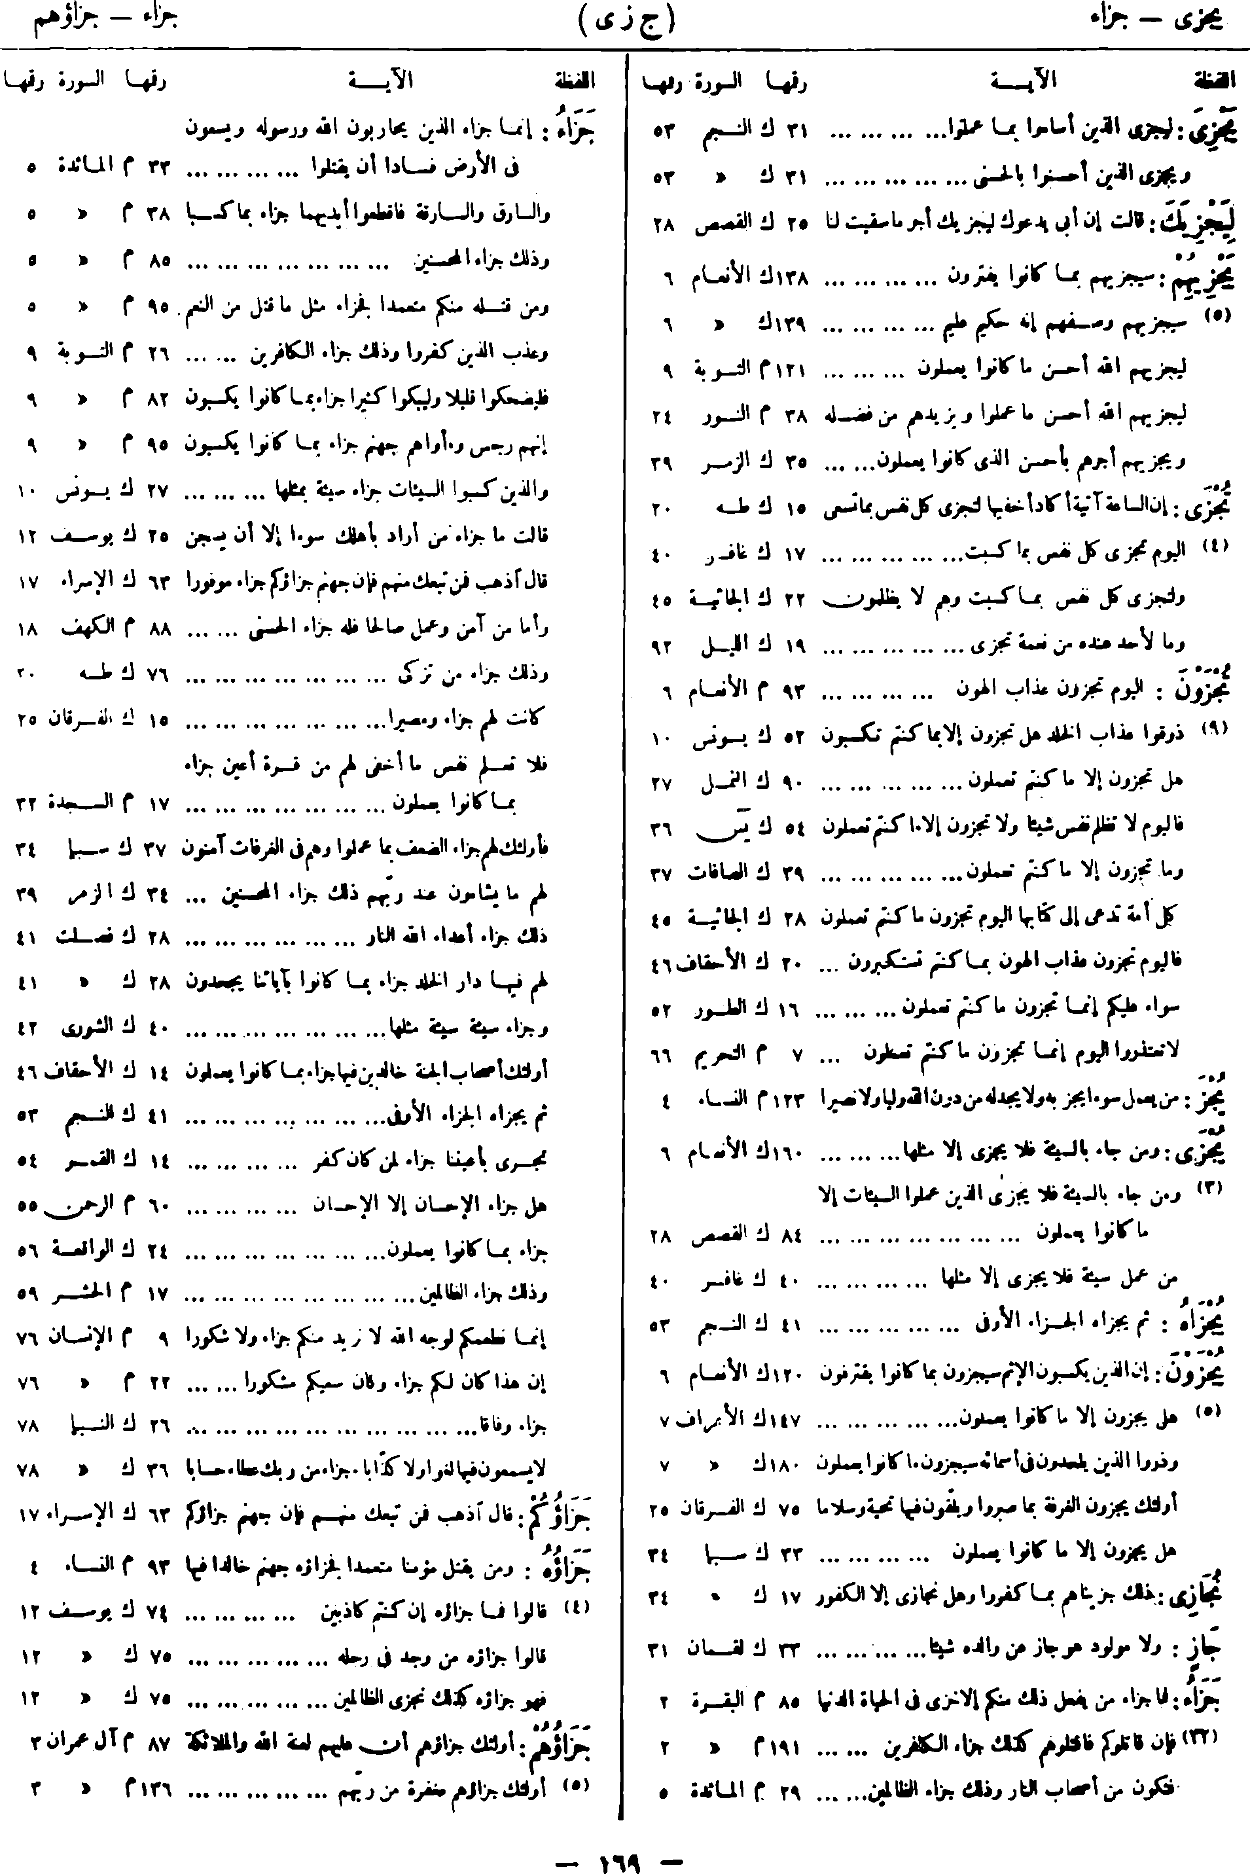 يجزى — جزاء
(ج ز ى)
جزاء — جزاؤهم
اللفظة الآيــة رقمها السورة رقمها
يَجْزِىَ : ليجزى الذين أساءوا بما عملوا... ... ... ... ٣١ ك النجم ٥٣
ويجزى الذين أحسنوا بالحسنى ... ... ... ... ... ٣١ ك » ٥٣
لِيَجْزِيَكَ : قالت إن أبى يدعوك ليجزيك أجر ما سقيت لنا ٢٥ ك القصص ٢٨
يَجْزِيهِمْ : سيجزيهم بما كانوا يفترون ... ... ... ... ١٣٨ك الأنعام ٦
(٥) سيجزيهم وصفهم إنه حكيم عليم ... ... ... ... ١٣٩ك » ٦
ليجزيهم الله أحسن ما كانوا يعملون ... ... ... ١٢١م التوبة ٩
ليجزيهم الله أحسن ما عملوا ويزيدهم من فضله ٣٨ م النور ٢٤
ويجزيهم أجرهم بأحسن الذى كانوا يعملون... ... ٣٥ ك الزمر ٣٩
تُجْزَى : إن الساعة آتية أكاد أخفيها لتجزى كل نفس بما تسعى ١٥ ك طه ٢٠
(٤) اليوم تجزى كل نفس بما كسبت... ... ... ... ... ١٧ ك غافر ٤٠
ولتجزى كل نفس بما كسبت وهم لا يظلمون ٢٢ ك الجاثية ٤٥
وما لأحد عنده من نعمة تجزى ... ... ... ... ... ١٩ ك الليل ٩٢
تُجْزَوْنَ : اليوم تجزون عذاب الهون ... ... ... ... ٩٣ م الأنعام ٦
(٩) ذوقوا عذاب الخلد هل تجزون إلا بما كنتم تكسبون ٥٢ ك يونس ١٠
هل تجزون إلا ما كنتم تعملون... ... ... ... ... ٩٠ ك النمل ٢٧
فاليوم لا تظلم نفس شيئا ولا تجزون إلا ما كنتم تعملون ٥٤ ك يٓس ٣٦
وما تجزون إلا ما كنتم تعملون... ... ... ... ... ٣٩ ك الصافات ٣٧
كل أمة تدعى إلى كتابها اليوم تجزون ما كنتم تعملون ٢٨ ك الجاثية ٤٥
فاليوم تجزون عذاب الهون بما كنتم تستكبرون ... ٢٠ ك الأحقاف ٤٦
سواء عليكم إنما تجزون ما كنتم تعملون... ... ... ١٦ ك الطور ٥٢
لا تعتذروا اليوم إنما تجزون ما كنتم تعملون ... ٧ م التحريم ٦٦
يُجْزَ : من يعمل سوءا يجز به ولا يجد له من دون الله وليا ولا نصيرا ١٢٣م النساء ٤
يُجْزَى : ومن جاء بالسيئة فلا يجزى إلا مثلها... ... ... ١٦٠ك الأنعام ٦
(٣) ومن جاء بالسيئة فلا يجزى الذين عملوا السيئات إلا
ما كانوا يعملون ... ... ... ... ... ... ... ٨٤ ك القصص ٢٨
من عمل سيئة فلا يجزى إلا مثلها ... ... ... ... ٤٠ ك غافر ٤٠
يُجْزَاهُ : ثم يجزاه الجزاء الأوفى ... ... ... ... ... ٤١ ك النجم ٥٣
يُجْزَوْنَ : إن الذين يكسبون الإثم سيجزون بما كانوا يقترفون ١٢٠ك الأنعام ٦
(٥) هل يجزون إلا ما كانوا يعملون... ... ... ... ... ١٤٧ك الأعراف ٧
وذروا الذين يلحدون فى أسمائه سيجزون ما كانوا يعملون ١٨٠ك » ٧
أولئك يجزون الغرفة بما صبروا ويلقون فيها تحية وسلاما ٧٥ ك الفرقان ٢٥
هل يجزون إلا ما كانوا يعملون ... ... ... ... ٣٣ ك سبإ ٣٤
نُجَازِى : ذلك جزيناهم بما كفروا وهل نجازى إلا الكفور ١٧ ك » ٣٤
جَازٍ : ولا مولود هو جاز عن والده شيئا... ... ... ... ٣٣ ك لقمان ٣١
جَزَاءُ : فما جزاء من يفعل ذلك منكم إلا خزى فى الحياة الدنيا ٨٥ م البقرة ٢
(٣٢) فإن قاتلوكم فاقتلوهم كذلك جزاء الكافرين ... ... ١٩١م » ٢
فتكون من أصحاب النار وذلك جزاء الظالمين... ... ٢٩ م المائدة ٥
اللفظة الآيــة رقمها السورة رقمها
جَزَاءُ : إنما جزاء الذين يحاربون الله ورسوله ويسعون
فى الأرض فسادا أن يقتلوا ... ... ... ... ٣٣ م المائدة ٥
والسارق والسارقة فاقطعوا أيديهما جزاء بما كسبا ٣٨ م » ٥
وذلك جزاء المحسنين ... ... ... ... ... ... ... ٨٥ م » ٥
ومن قتله منكم متعمدا فجزاء مثل ما قتل من النعم ٩٥ م » ٥
وعذب الذين كفروا وذلك جزاء الكافرين ... ... ٢٦ م التوبة ٩
فليضحكوا قليلا وليبكوا كثيرا جزاء بما كانوا يكسبون ٨٢ م » ٩
إنهم رجس ومأواهم جهنم جزاء بما كانوا يكسبون ٩٥ م » ٩
والذين كسبوا السيئات جزاء سيئة بمثلها ... ... ... ٢٧ ك يونس ١٠
قالت ما جزاء من أراد بأهلك سوءا إلا أن يسجن ٢٥ ك يوسف ١٢
قال اذهب فمن تبعك منهم فإن جهنم جزاؤكم جزاء موفورا ٦٣ ك الإسراء ١٧
وأما من آمن وعمل صالحا فله جزاء الحسنى ... ... ٨٨ م الكهف ١٨
وذلك جزاء من تزكى ... ... ... ... ... ... ... ٧٦ ك طه ٢٠
كانت لهم جزاء ومصيرا... ... ... ... ... ... ... ١٥ ك الفرقان ٢٥
فلا تعلم نفس ما أخفى لهم من قرة أعين جزاء
بما كانوا يعملون ... ... ... ... ... ... ... ١٧ م السجدة ٣٢
فأولئك لهم جزاء الضعف بما عملوا وهم فى الغرفات آمنون ٣٧ ك سبإ ٣٤
لهم ما يشاءون عند ربهم ذلك جزاء المحسنين ... ٣٤ ك الزمر ٣٩
ذلك جزاء أعداء الله النار ... ... ... ... ... ... ٢٨ ك فصلت ٤١
لهم فيها دار الخلد جزاء بما كانوا بآياتنا يجحدون ٢٨ ك » ٤١
وجزاء سيئة سيئة مثلها... ... ... ... ... ... ... ٤٠ ك الشورى ٤٢
أولئك أصحاب الجنة خالدين فيها جزاء بما كانوا يعملون ١٤ ك الأحقاف ٤٦
ثم يجزاه الجزاء الأوفى... ... ... ... ... ... ... ٤١ ك النجم ٥٣
تجرى بأعيننا جزاء لمن كان كفر ... ... ... ... ١٤ ك القمر ٥٤
هل جزاء الإحسان إلا الإحسان ... ... ... ... ٦٠ م الرحمن ٥٥
جزاء بما كانوا يعملون... ... ... ... ... ... ... ٢٤ ك الواقعة ٥٦
وذلك جزاء الظالمين... ... ... ... ... ... ... ... ١٧ م الحشر ٥٩
إنما نطعمكم لوجه الله لا نريد منكم جزاء ولا شكورا ٩ م الإنسان ٧٦
إن هذا كان لكم جزاء وكان سعيكم مشكورا ... ... ٢٢ م » ٧٦
جزاء وفاقا... ... ... ... ... ... ... ... ... ... ٢٦ ك النبإ ٧٨
لا يسمعون فيها لغوا ولا كذابا . جزاء من ربك عطاء حسابا ٣٦ ك » ٧٨
جَزَاؤُكُمْ : قال اذهب فمن تبعك منهم فإن جهنم جزاؤكم ٦٣ ك الإسراء ١٧
جَزَاؤُهُ : ومن يقتل مؤمنا متعمدا فجزاؤه جهنم خالدا فيها ٩٣ م النساء ٤
(٤) قالوا فما جزاؤه إن كنتم كاذبين ... ... ... ... ٧٤ ك يوسف ١٢
قالوا جزاؤه من وجد فى رحله ... ... ... ... ... ٧٥ ك » ١٢
فهو جزاؤه كذلك نجزى الظالمين ... ... ... ... ... ٧٥ ك » ١٢
جَزَاؤُهُمْ : أولئك جزاؤهم أن عليهم لعنة الله والملائكة ٨٧ م آل عمران ٣
(٥) أولئك جزاؤهم مغفرة من ربهم ... ... ... ... ... ١٣٦م » ٣
— ١٦٩ —